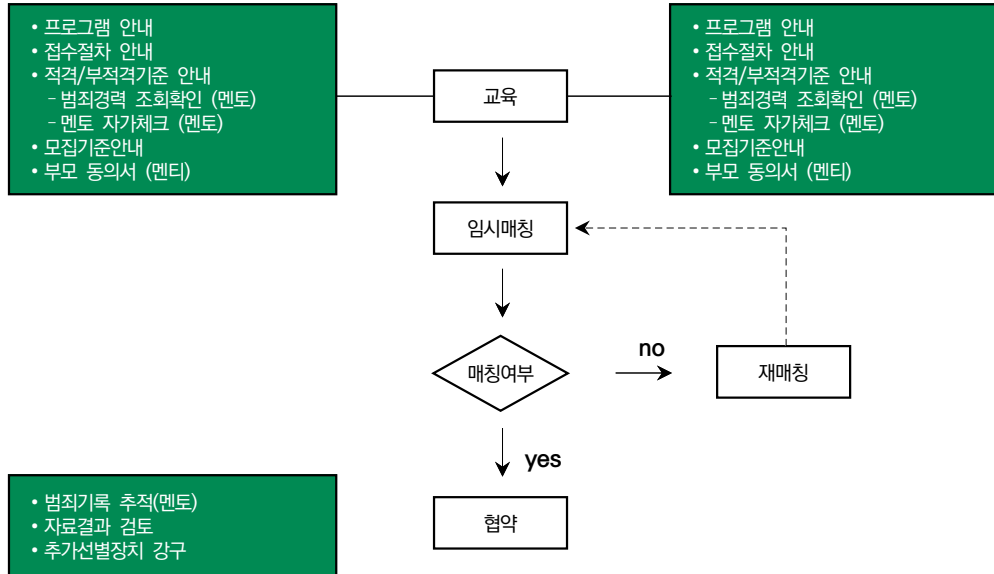 • 프로그램 안내
• 접수절차 안내
• 적격/부적격기준 안내
- 범죄경력 조회확인 (멘토)
- 멘토 자가체크 (멘토)
• 모집기준안내
• 부모 동의서 (멘티)
교육
• 프로그램 안내
• 접수절차 안내
• 적격/부적격기준 안내
- 범죄경력 조회확인 (멘토)
- 멘토 자가체크 (멘토)
• 모집기준안내
• 부모 동의서 (멘티)
임시매칭
매칭여부
no
재매칭
yes
• 범죄기록 추적(멘토)
• 자료결과 검토
• 추가선별장치 강구
협약